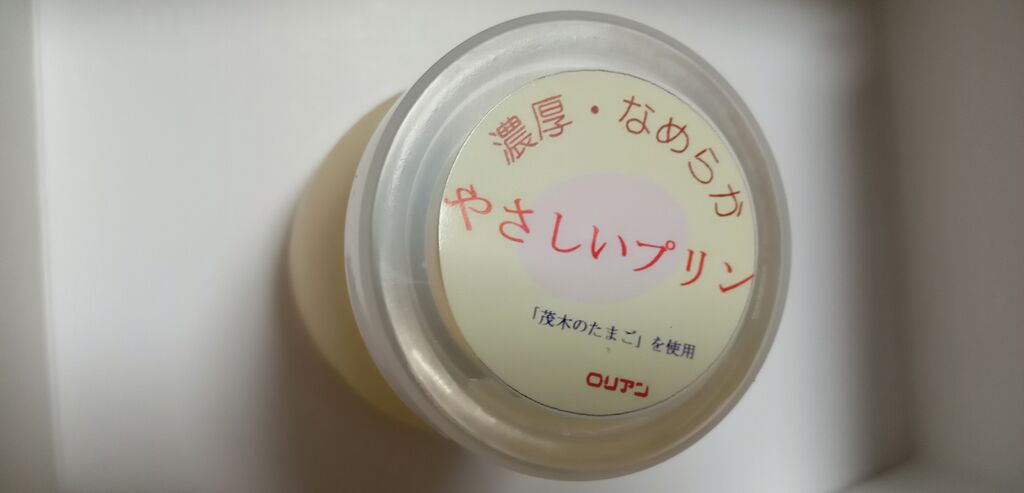 濃厚・なめらか
やさしいプリン
「茂木のたまご」を使用
ロリアン